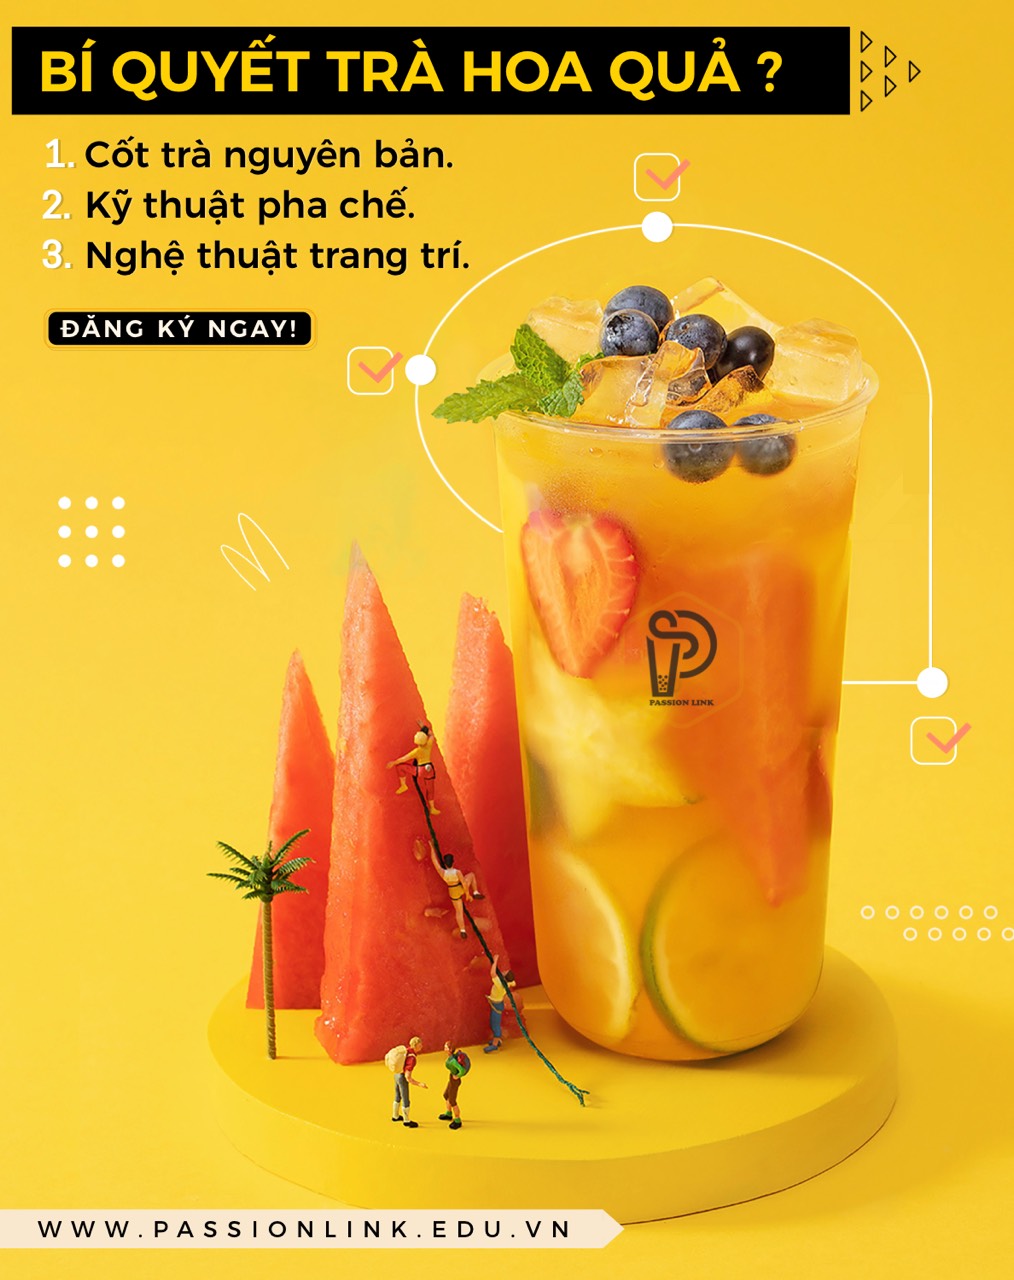 BÍ QUYẾT TRÀ HOA QUẢ ?
1. Cốt trà nguyên bản.
2. Kỹ thuật pha chế.
3. Nghệ thuật trang trí.
ĐĂNG KÝ NGAY!
PASSION LINK
WWW.PASSIONLINK.EDU.VN